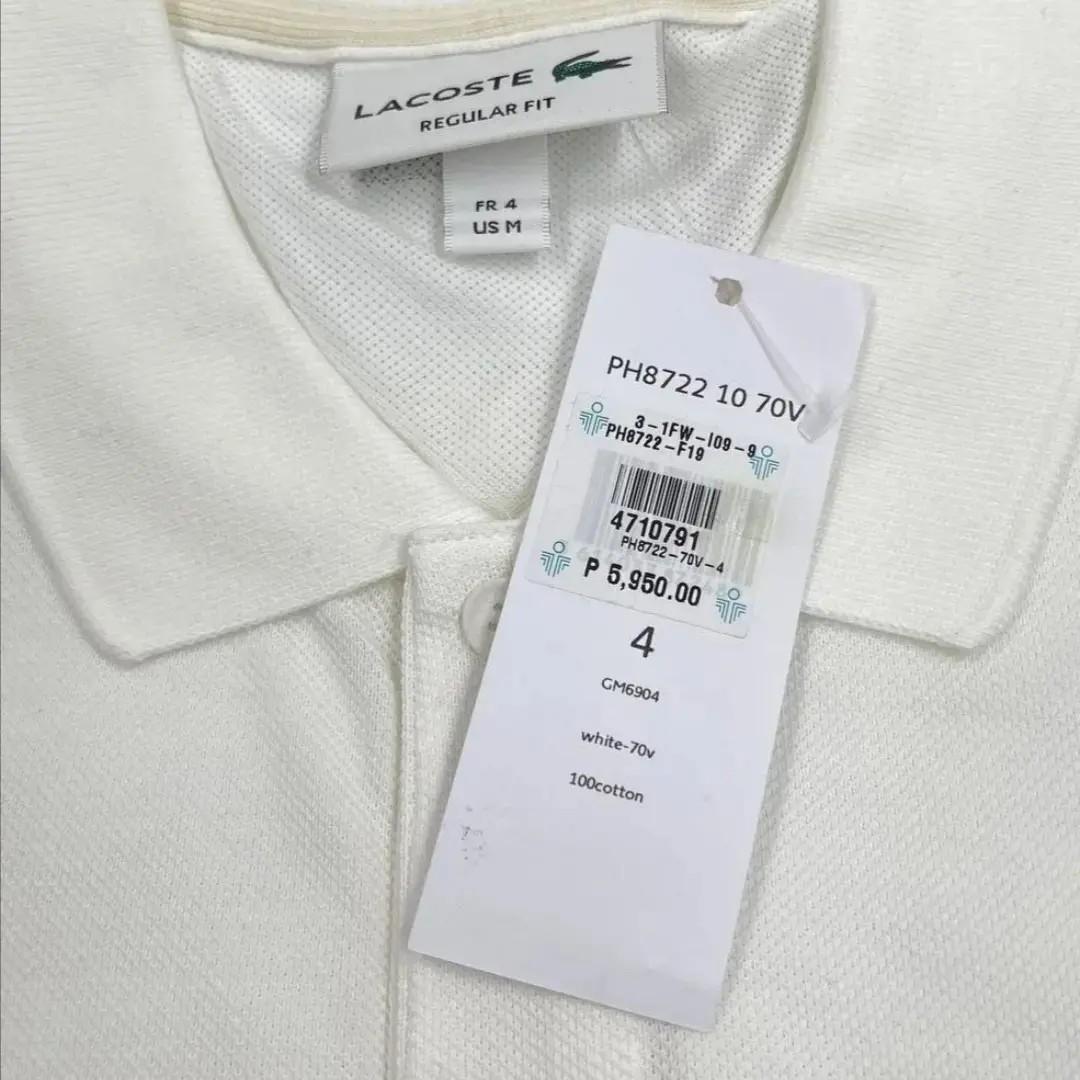 LACOSTE
REGULAR FIT
FR 4
US M
PH8722 10 70V
3-1FW-I09-9
PH8722-F19
4710791
PH8722-70V-4
P 5,950.00
4
GM6904
white-70v
100cotton